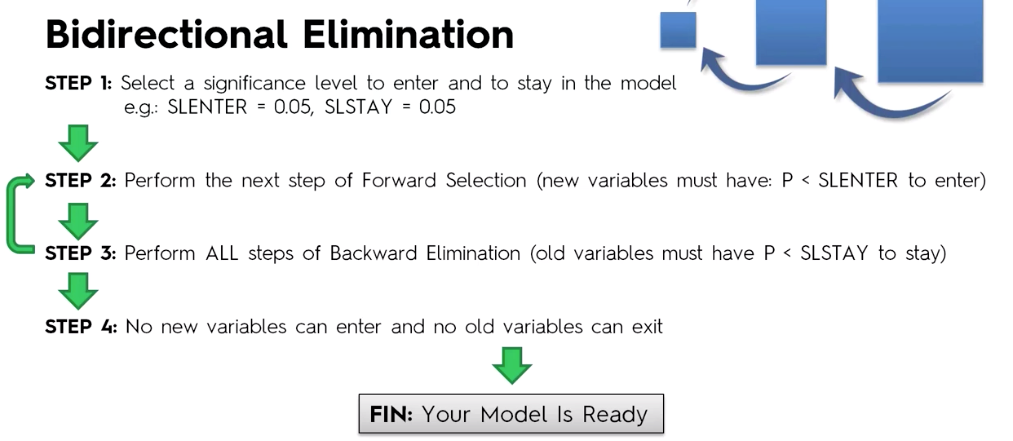 Bidirectional Elimination
STEP 1: Select a significance level to enter and to stay in the model
e.g.: SLENTER = 0.05, SLSTAY = 0.05
STEP 2: Perform the next step of Forward Selection (new variables must have: P < SLENTER to enter)
STEP 3: Perform ALL steps of Backward Elimination (old variables must have P < SLSTAY to stay)
STEP 4: No new variables can enter and no old variables can exit
FIN: Your Model Is Ready